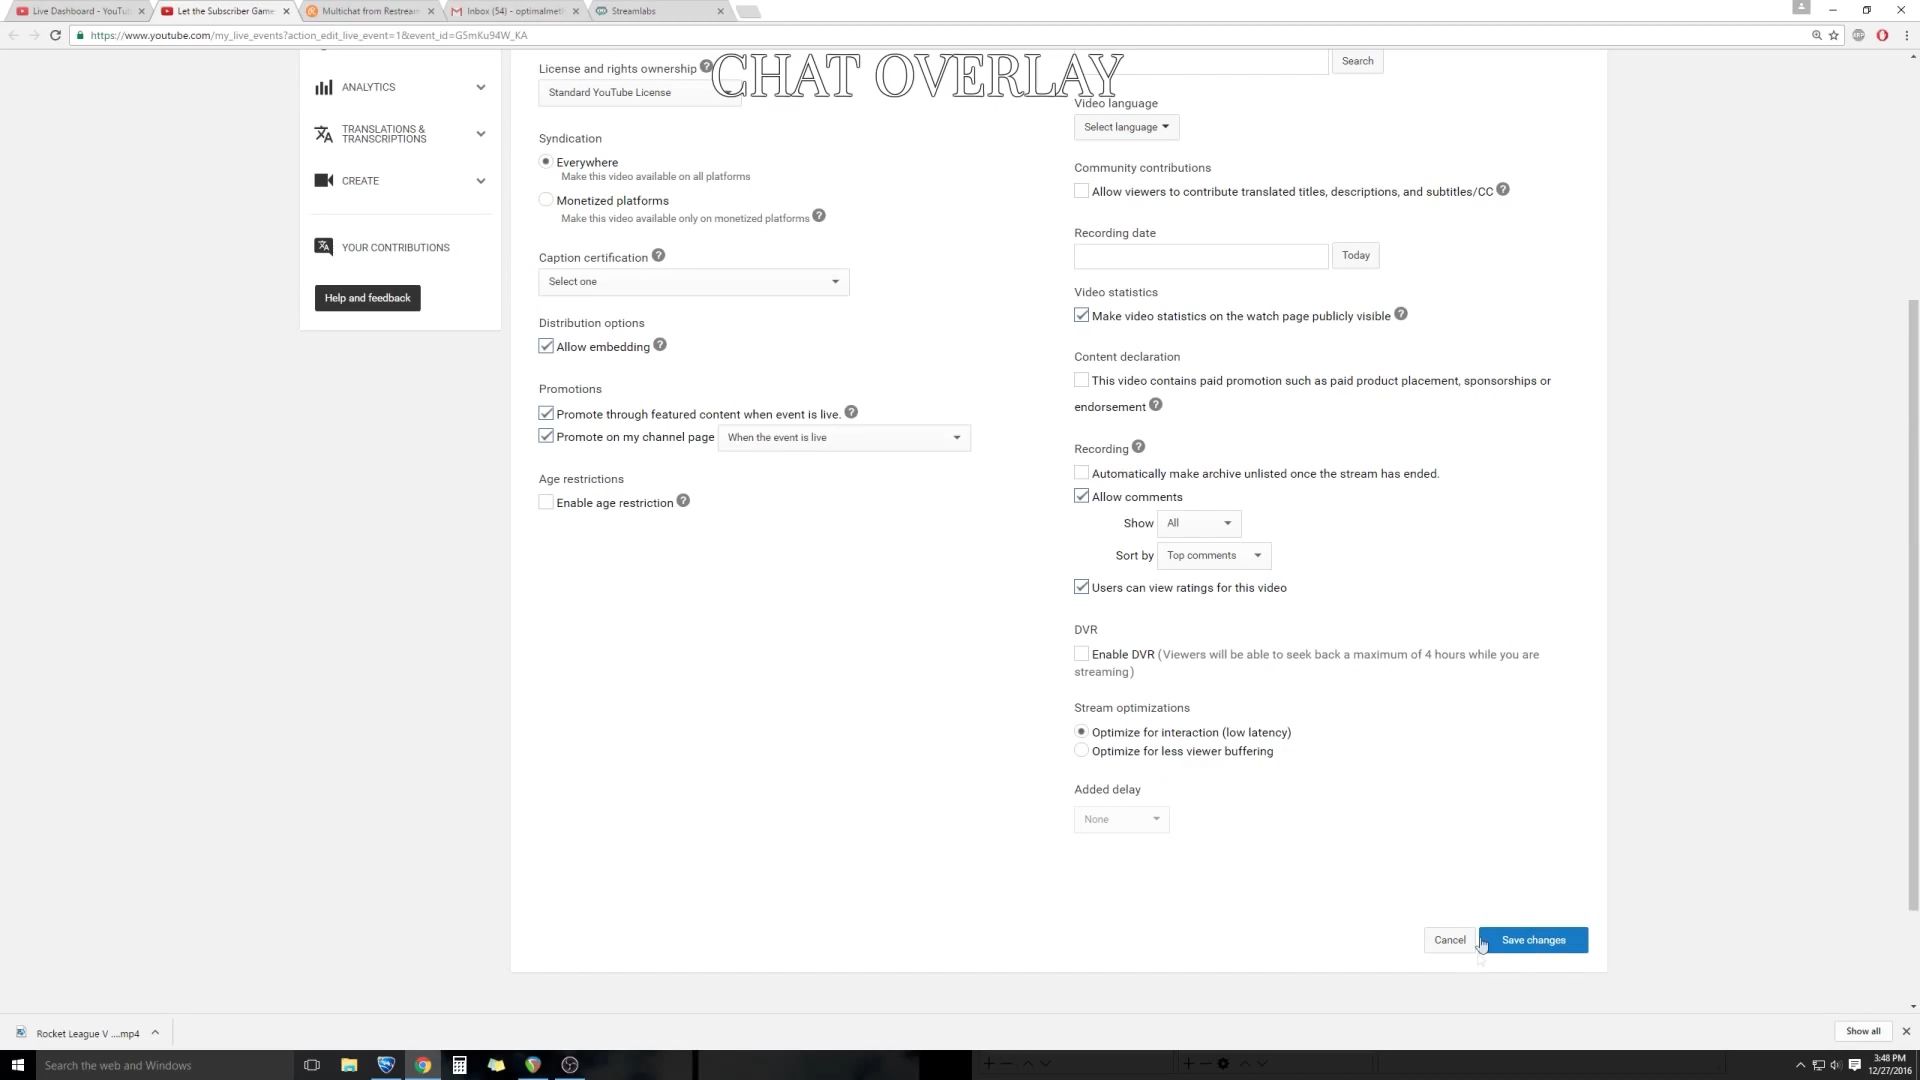 Live Dashboard - YouTu
Let the Subscriber Game
Multichat from Restream
Inbox (54) - optimalmet
Streamlabs
https://www.youtube.com/my_live_events?action_edit_live_event=1&event_id=G5mKu94W_KA
CHAT OVERLAY
ANALYTICS
TRANSLATIONS &
TRANSCRIPTIONS
CREATE
YOUR CONTRIBUTIONS
Help and feedback
License and rights ownership
Standard YouTube License
Syndication
Everywhere
Make this video available on all platforms
Monetized platforms
Make this video available only on monetized platforms
Caption certification
Select one
Distribution options
Allow embedding
Promotions
Promote through featured content when event is live.
Promote on my channel page When the event is live
Age restrictions
Enable age restriction
Search
Video language
Select language
Community contributions
Allow viewers to contribute translated titles, descriptions, and subtitles/CC
Recording date
Today
Video statistics
Make video statistics on the watch page publicly visible
Content declaration
This video contains paid promotion such as paid product placement, sponsorships or
endorsement
Recording
Automatically make archive unlisted once the stream has ended.
Allow comments
Show All
Sort by Top comments
Users can view ratings for this video
DVR
Enable DVR (Viewers will be able to seek back a maximum of 4 hours while you are
streaming)
Stream optimizations
Optimize for interaction (low latency)
Optimize for less viewer buffering
Added delay
None
Cancel
Save changes
Rocket League V ....mp4
Show all
Search the web and Windows
3:48 PM
12/27/2016